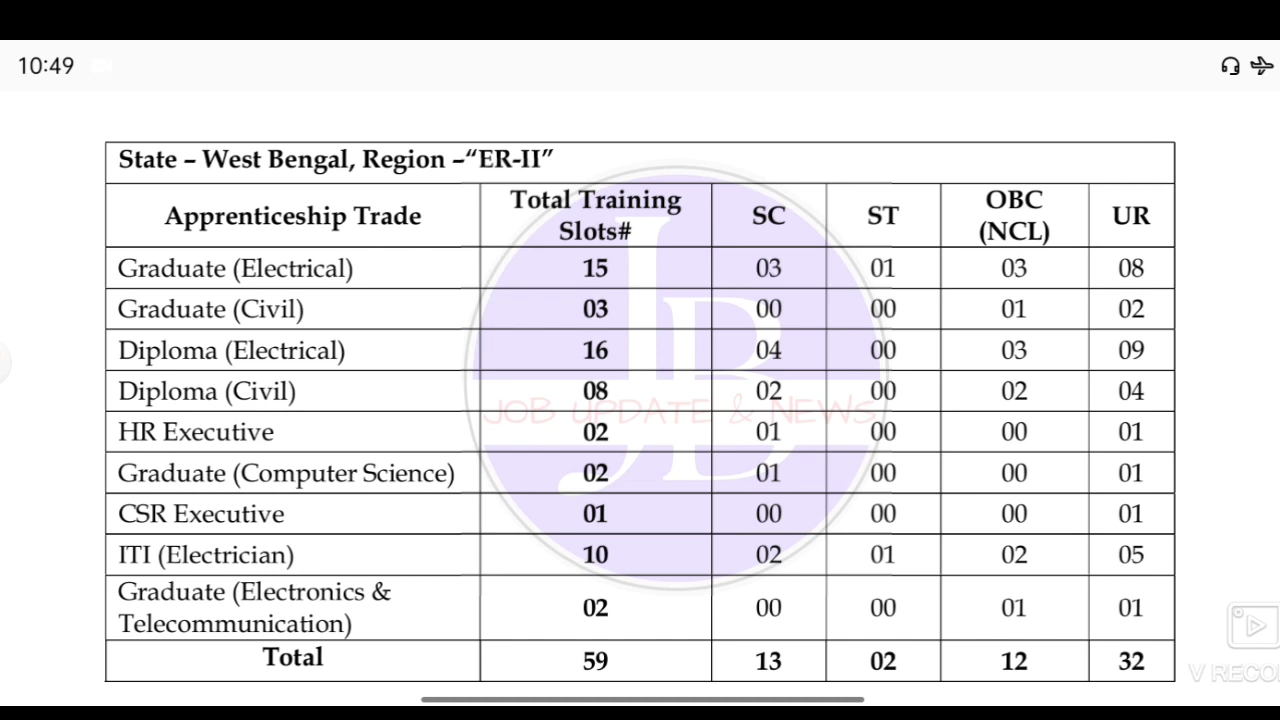 10:49
State – West Bengal, Region –“ER-II”
Apprenticeship Trade Total Training Slots# SC ST OBC (NCL) UR
Graduate (Electrical) 15 03 01 03 08
Graduate (Civil) 03 00 00 01 02
Diploma (Electrical) 16 04 00 03 09
Diploma (Civil) 08 02 00 02 04
JOB UPDATE & NEWS
HR Executive 02 01 00 00 01
Graduate (Computer Science) 02 01 00 00 01
CSR Executive 01 00 00 00 01
ITI (Electrician) 10 02 01 02 05
Graduate (Electronics &
Telecommunication) 02 00 00 01 01
Total 59 13 02 12 32
JB
V RECO